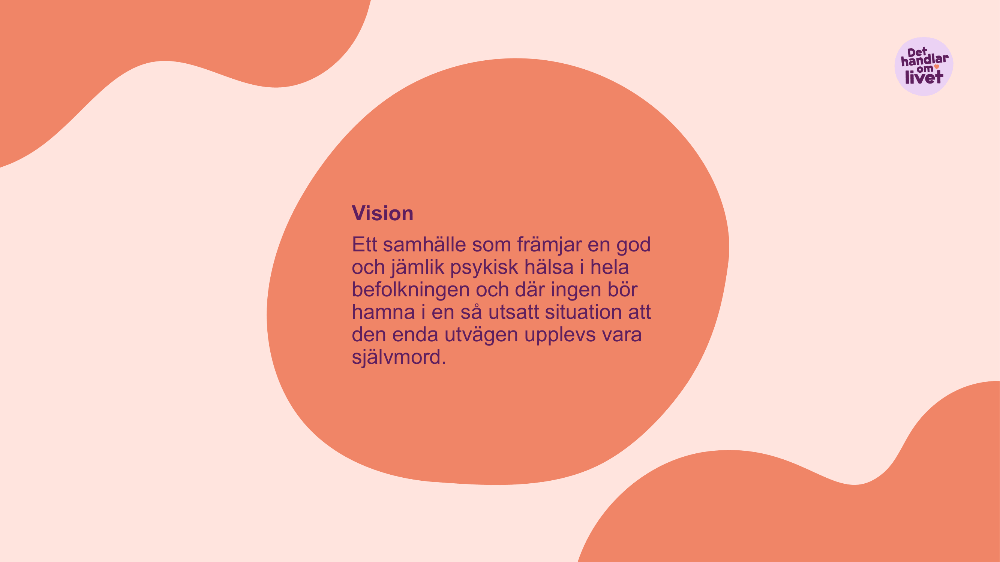 Det
handlar
om
livet
Vision
Ett samhälle som främjar en god
och jämlik psykisk hälsa i hela
befolkningen och där ingen bör
hamna i en så utsatt situation att
den enda utvägen upplevs vara
självmord.